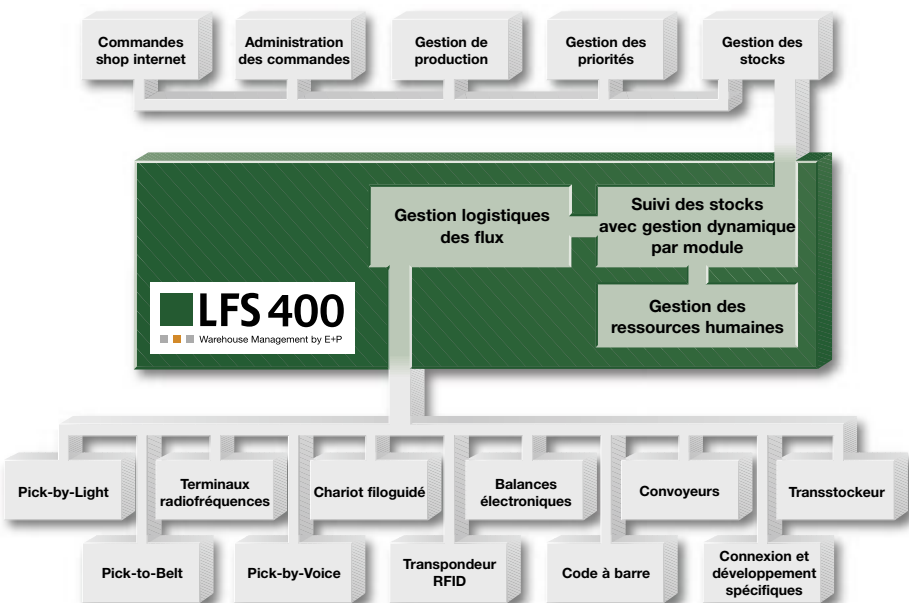 Commandes
shop internet
Administration
des commandes
Gestion de
production
Gestion des
priorités
Gestion des
stocks
Gestion logistiques
des flux
Suivi des stocks
avec gestion dynamique
par module
Gestion des
ressources humaines
LFS 400
Warehouse Management by E+P
Pick-by-Light
Terminaux
radiofréquences
Chariot filoguidé
Balances
électroniques
Convoyeurs
Transstockeur
Pick-to-Belt
Pick-by-Voice
Transpondeur
RFID
Code à barre
Connexion et
développement
spécifiques